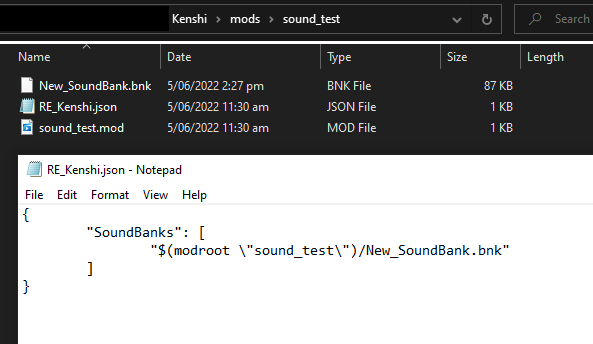 Kenshi > mods > sound_test
Search
Name Date Type Size Length
New_SoundBank.bnk 5/06/2022 2:27 pm BNK File 87 KB
RE_Kenshi.json 5/06/2022 11:30 am JSON File 1 KB
sound_test.mod 5/06/2022 11:30 am MOD File 1 KB
RE_Kenshi.json - Notepad
File Edit Format View Help
{
"SoundBanks": [
"$(modroot \"sound_test\")/New_SoundBank.bnk"
]
}